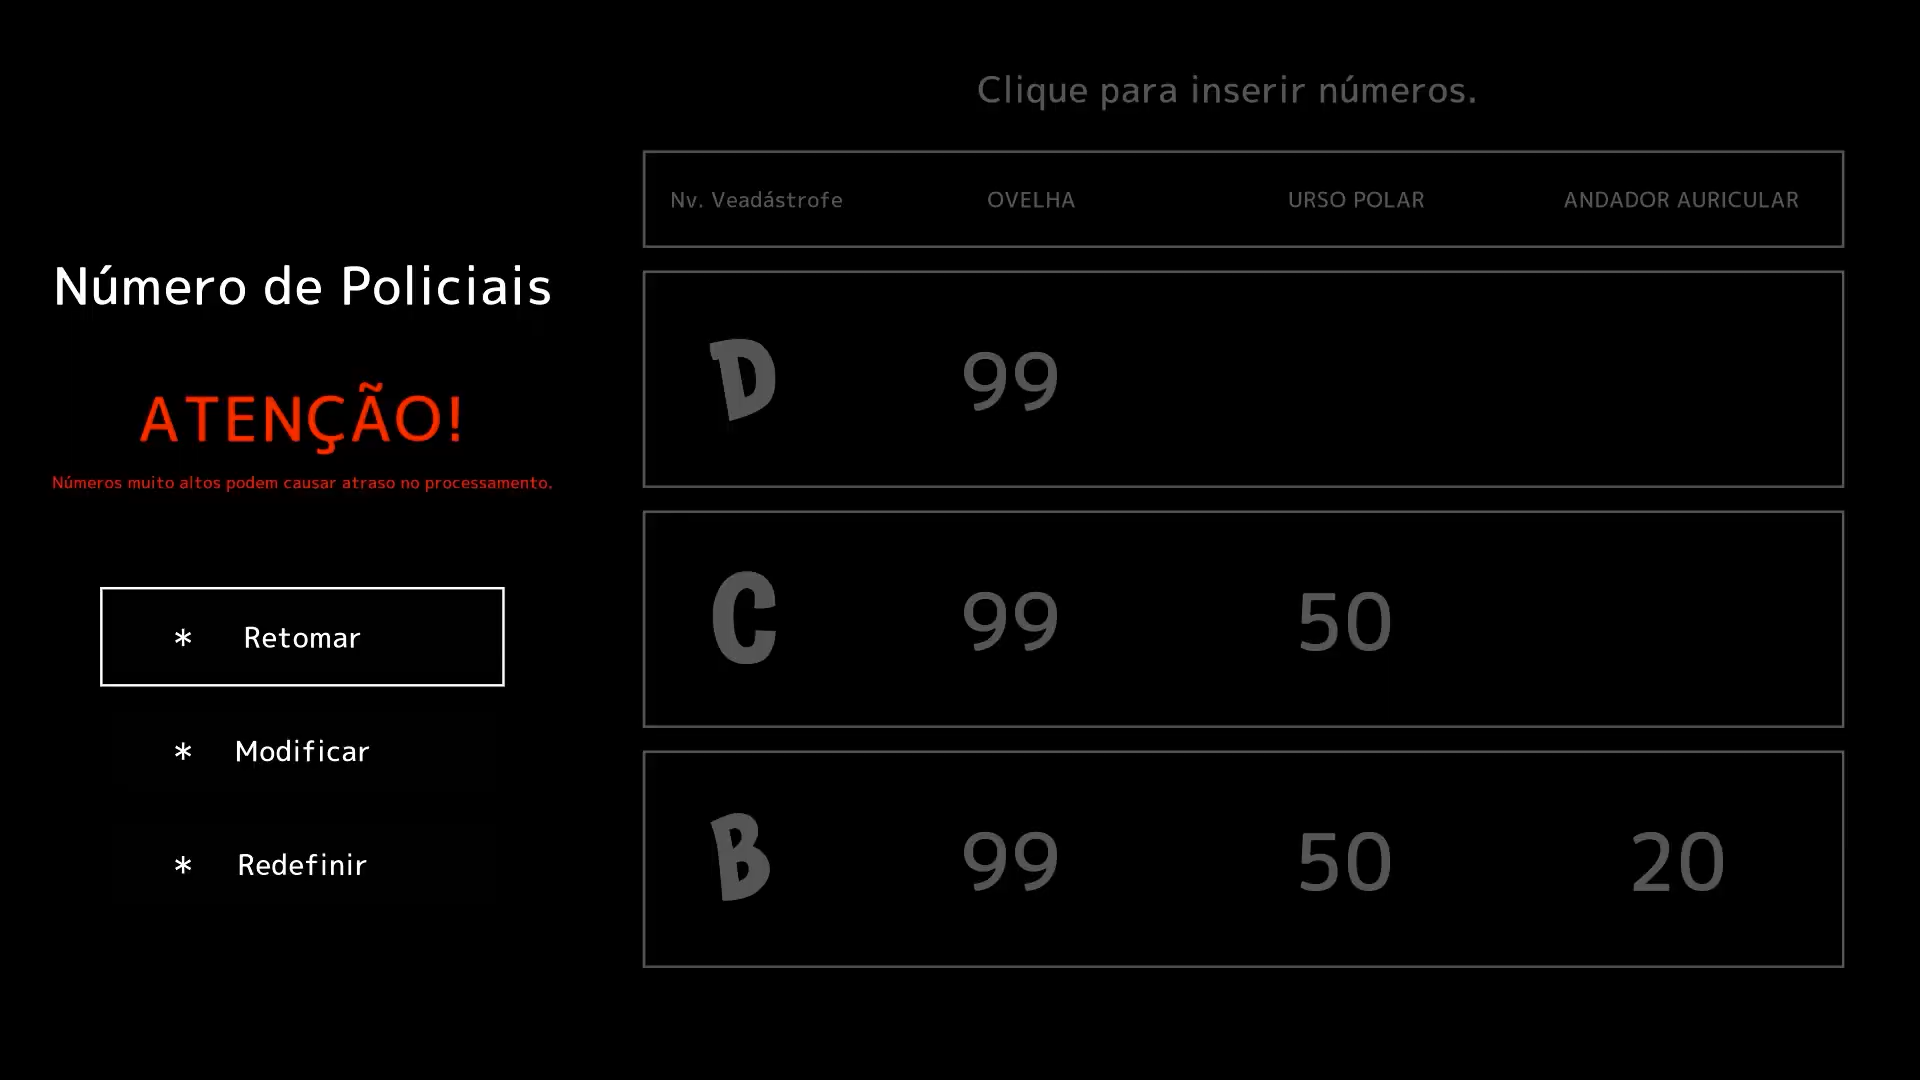 Clique para inserir números.
Nv. Veadástrofe OVELHA URSO POLAR ANDADOR AURICULAR
Número de Policiais
ATENÇÃO!
Números muito altos podem causar atraso no processamento.
* Retomar
* Modificar
* Redefinir
D 99
C 99 50
B 99 50 20